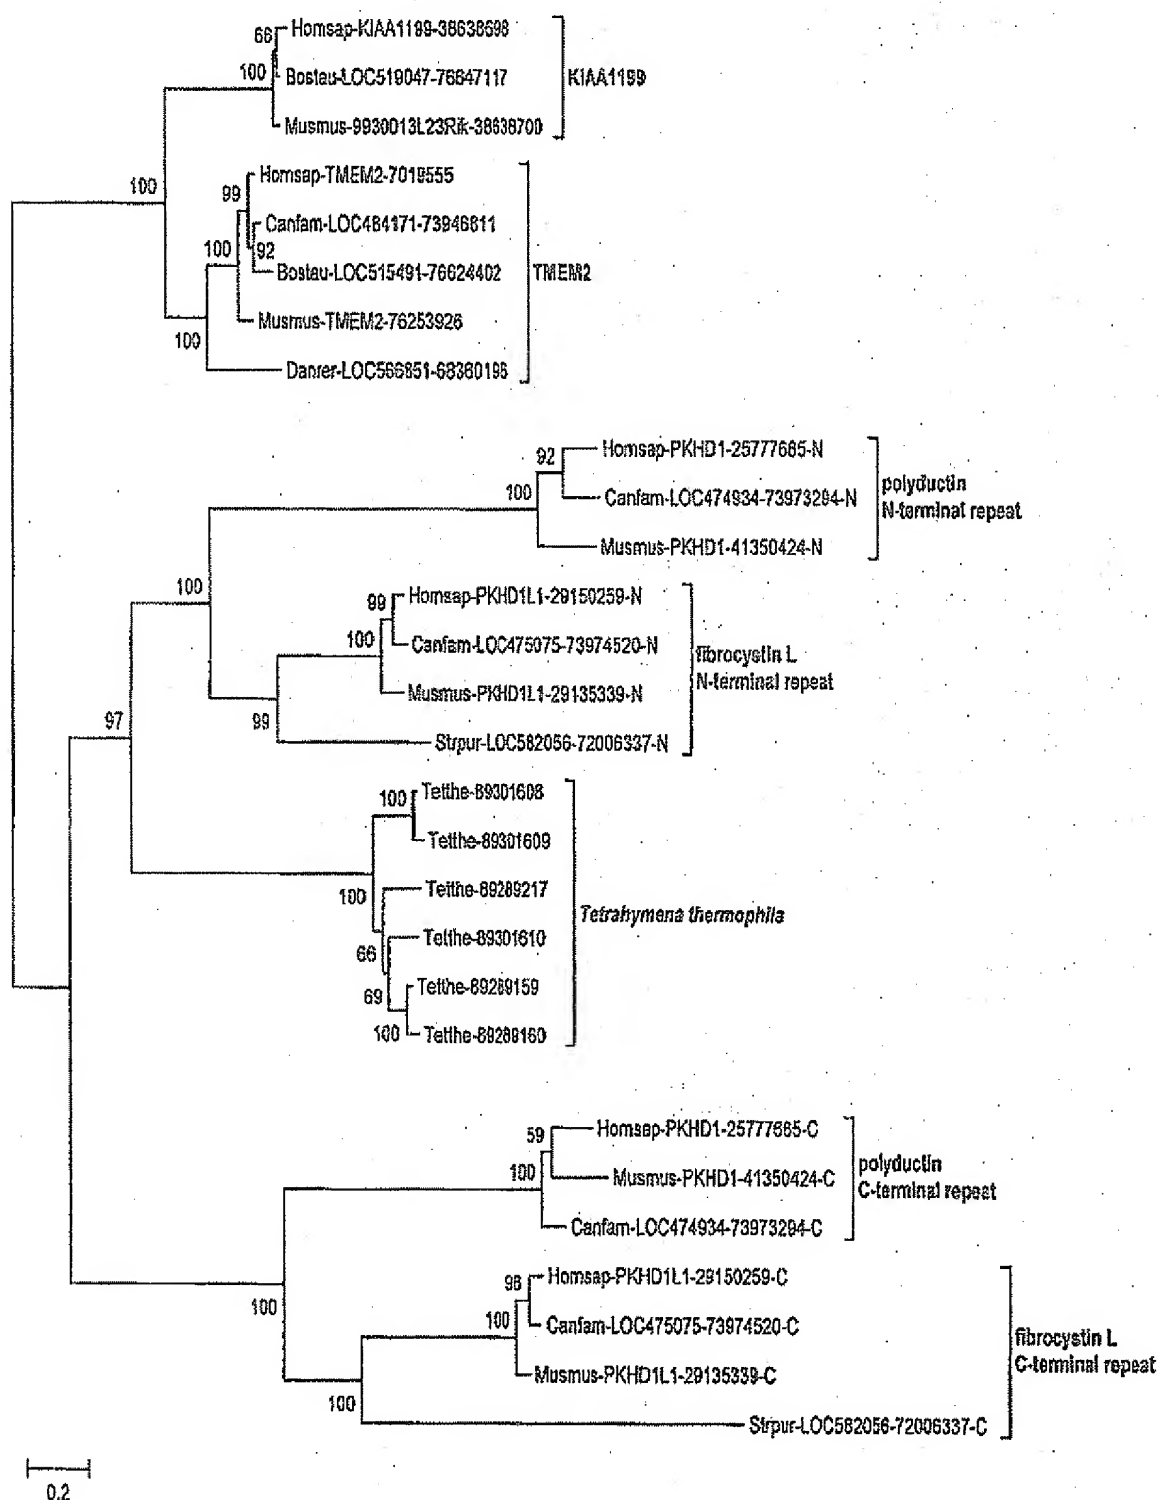 66
Homsap-KIAA1199-38638698
100
Bostau-LOC519047-76647117
KIAA1199
Musmus-9930013L23Rik-38638700
100
Homsap-TMEM2-7019555
99
Canfam-LOC484171-73946811
100
92
Bostau-LOC515491-76624402
TMEM2
Musmus-TMEM2-76253926
100
Danrer-LOC566851-68360196
Homsap-PKHD1-25777665-N
92
polyductin
100
Canfam-LOC474934-73973294-N
N-terminal repeat
Musmus-PKHD1-41350424-N
100
Homsap-PKHD1L1-29150259-N
99
100
Canfam-LOC475075-73974520-N
fibrocystin L
N-terminal repeat
Musmus-PKHD1L1-29135339-N
97
99
Strpur-LOC582056-72006337-N
Tetthe-89301608
100
Tetthe-89301609
Tetthe-89289217
100
Tetrahymena thermophila
Tetthe-89301610
66
Tetthe-89289159
69
100
Tetthe-89289160
Homsap-PKHD1-25777665-C
59
polyductin
100
Musmus-PKHD1-41350424-C
C-terminal repeat
Canfam-LOC474934-73973294-C
Homsap-PKHD1L1-29150259-C
98
100
100
Canfam-LOC475075-73974520-C
fibrocystin L
C-terminal repeat
Musmus-PKHD1L1-29135339-C
100
Strpur-LOC582056-72006337-C
0.2